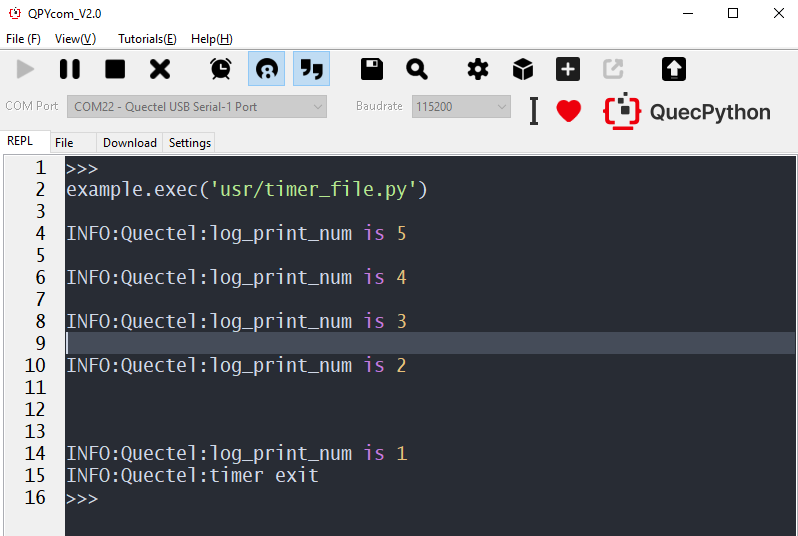 QPYcom_V2.0
File (F) View(V) Tutorials(E) Help(H)
COM Port COM22 - Quectel USB Serial-1 Port Baudrate 115200 QuecPython
REPL File Download Settings
1 >>>
2 example.exec('usr/timer_file.py')
3
4 INFO:Quectel:log_print_num is 5
5
6 INFO:Quectel:log_print_num is 4
7
8 INFO:Quectel:log_print_num is 3
9
10 INFO:Quectel:log_print_num is 2
11
12
13
14 INFO:Quectel:log_print_num is 1
15 INFO:Quectel:timer exit
16 >>>